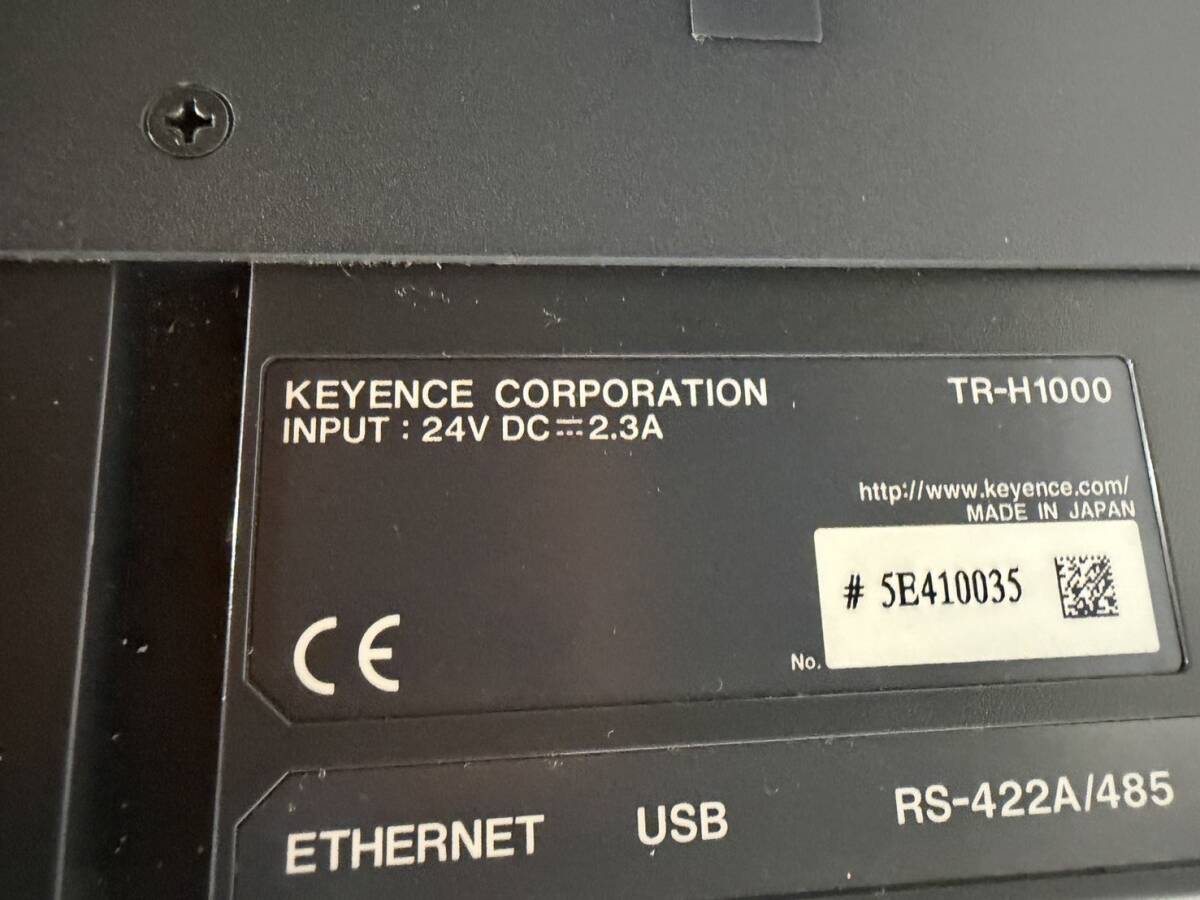 KEYENCE CORPORATION TR-H1000
INPUT : 24V DC⎓2.3A
http://www.keyence.com/
MADE IN JAPAN
# 5E410035
No.
CE
ETHERNET USB RS-422A/485